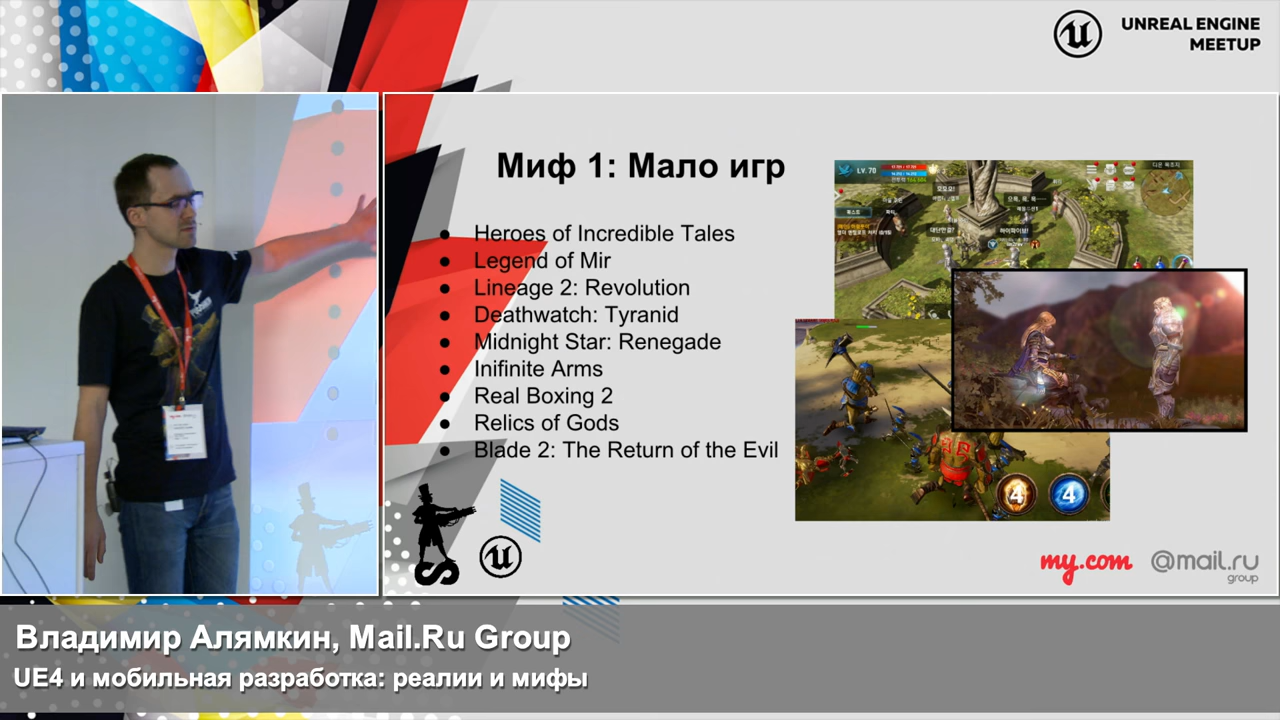 UNREAL ENGINE
MEETUP
Миф 1: Мало игр
Heroes of Incredible Tales
Legend of Mir
Lineage 2: Revolution
Deathwatch: Tyranid
Midnight Star: Renegade
Inifinite Arms
Real Boxing 2
Relics of Gods
Blade 2: The Return of the Evil
LV. 70
4 4
my.com @mail.ru
group
Владимир Алямкин, Mail.Ru Group
UE4 и мобильная разработка: реалии и мифы